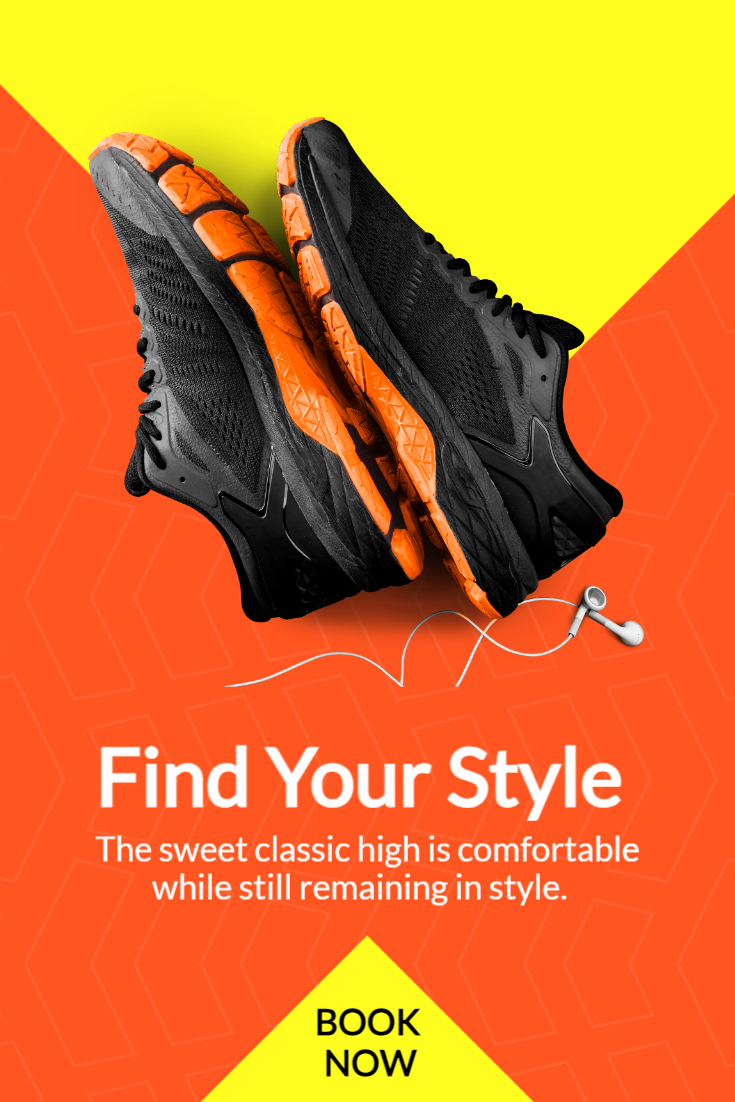 Find Your Style
The sweet classic high is comfortable
while still remaining in style.
BOOK
NOW